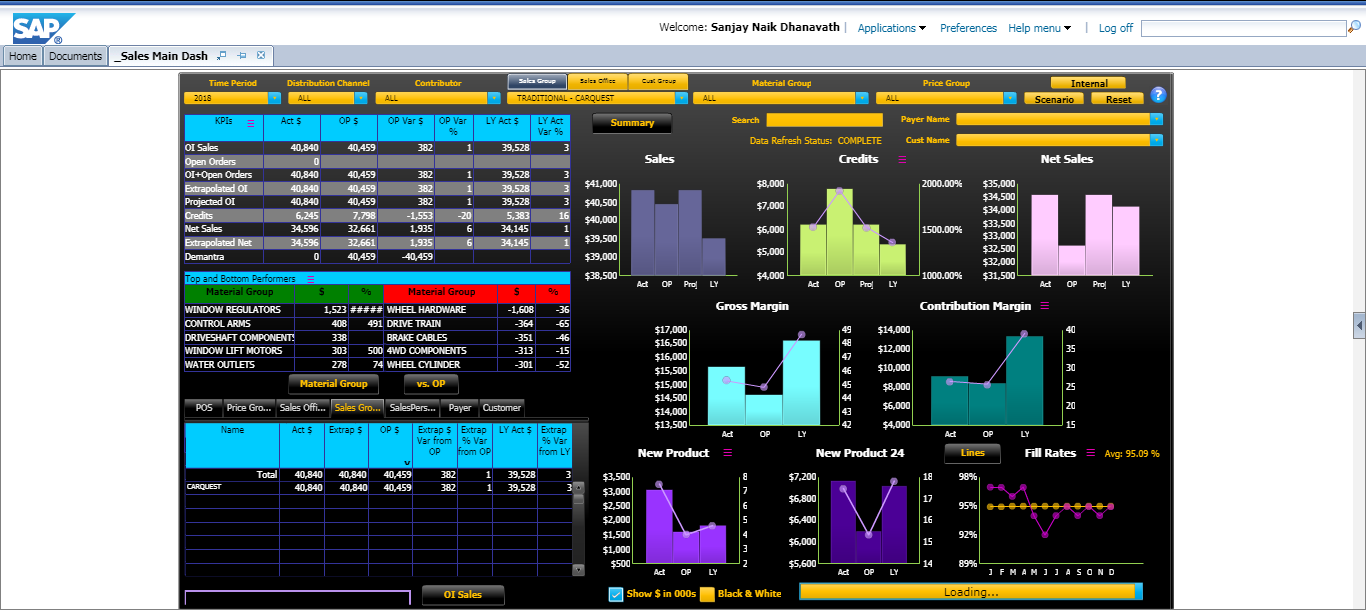 SAP ®
Welcome: Sanjay Naik Dhanavath | Applications Preferences Help menu | Log off
Home Documents _Sales Main Dash
Time Period Distribution Channel Contributor Sales Group Sales Office Cust Group Material Group Price Group Internal
2018 ALL ALL TRADITIONAL - CARQUEST ALL ALL Scenario Reset ?
KPIs Act $ OP $ OP Var $ OP Var % LY Act $ LY Act Var %
OI Sales 40,840 40,459 382 1 39,528 3
Open Orders 0
OI+Open Orders 40,840 40,459 382 1 39,528 3
Extrapolated OI 40,840 40,459 382 1 39,528 3
Projected OI 40,840 40,459 382 1 39,528 3
Credits 6,245 7,798 -1,553 -20 5,383 16
Net Sales 34,596 32,661 1,935 6 34,145 1
Extrapolated Net 34,596 32,661 1,935 6 34,145 1
Demantra 0 40,459 -40,459
Summary Search Payer Name
Data Refresh Status: COMPLETE Cust Name
Sales
$41,000
$40,500
$40,000
$39,500
$39,000
$38,500
Act OP Proj LY
Credits
$8,000 2000.00%
$7,000
$6,000 1500.00%
$5,000
$4,000 1000.00%
Act OP Proj LY
Net Sales
$35,000
$34,500
$34,000
$33,500
$33,000
$32,500
$32,000
$31,500
Act OP Proj LY
Top and Bottom Performers
Material Group $ % Material Group $ %
WINDOW REGULATORS 1,523 ##### WHEEL HARDWARE -1,608 -36
CONTROL ARMS 408 491 DRIVE TRAIN -364 -65
DRIVESHAFT COMPONENTS 338 BRAKE CABLES -351 -46
WINDOW LIFT MOTORS 303 500 4WD COMPONENTS -313 -15
WATER OUTLETS 278 74 WHEEL CYLINDER -301 -52
Material Group vs. OP
Gross Margin
$17,000 49
$16,500 48
$16,000 47
$15,500 46
$15,000 45
$14,500 44
$14,000 43
$13,500 42
Act OP LY
Contribution Margin
$14,000 40
$12,000 35
$10,000 30
$8,000 25
$6,000 20
$4,000 15
Act OP LY
POS Price Gro... Sales Offi... Sales Gro... SalesPers... Payer Customer
Name Act $ Extrap $ OP $ Extrap $ Var from OP Extrap % Var from OP LY Act $ Extrap % Var from LY
Total 40,840 40,840 40,459 382 1 39,528 3
CARQUEST 40,840 40,840 40,459 382 1 39,528 3
New Product
$3,500 8
$3,000 7
$2,500 6
$2,000 5
$1,500 4
$1,000 3
$500 2
Act OP LY
New Product 24
$7,200 18
$6,800 17
$6,400 16
$6,000 15
$5,600 14
Act OP LY
Lines Fill Rates Avg: 95.09 %
98%
95%
92%
89%
J F M A M J J A S O N D
OI Sales Show $ in 000s Black & White Loading...